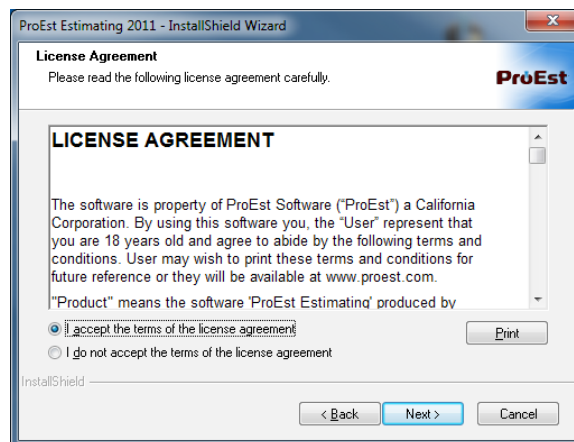 ProEst Estimating 2011 - InstallShield Wizard
License Agreement
Please read the following license agreement carefully.
ProEst
LICENSE AGREEMENT
The software is property of ProEst Software (“ProEst”) a California
Corporation. By using this software you, the “User” represent that
you are 18 years old and agree to abide by the following terms and
conditions. User may wish to print these terms and conditions for
future reference or they will be available at www.proest.com.
"Product" means the software 'ProEst Estimating' produced by
I accept the terms of the license agreement
Print
I do not accept the terms of the license agreement
InstallShield
< Back
Next >
Cancel